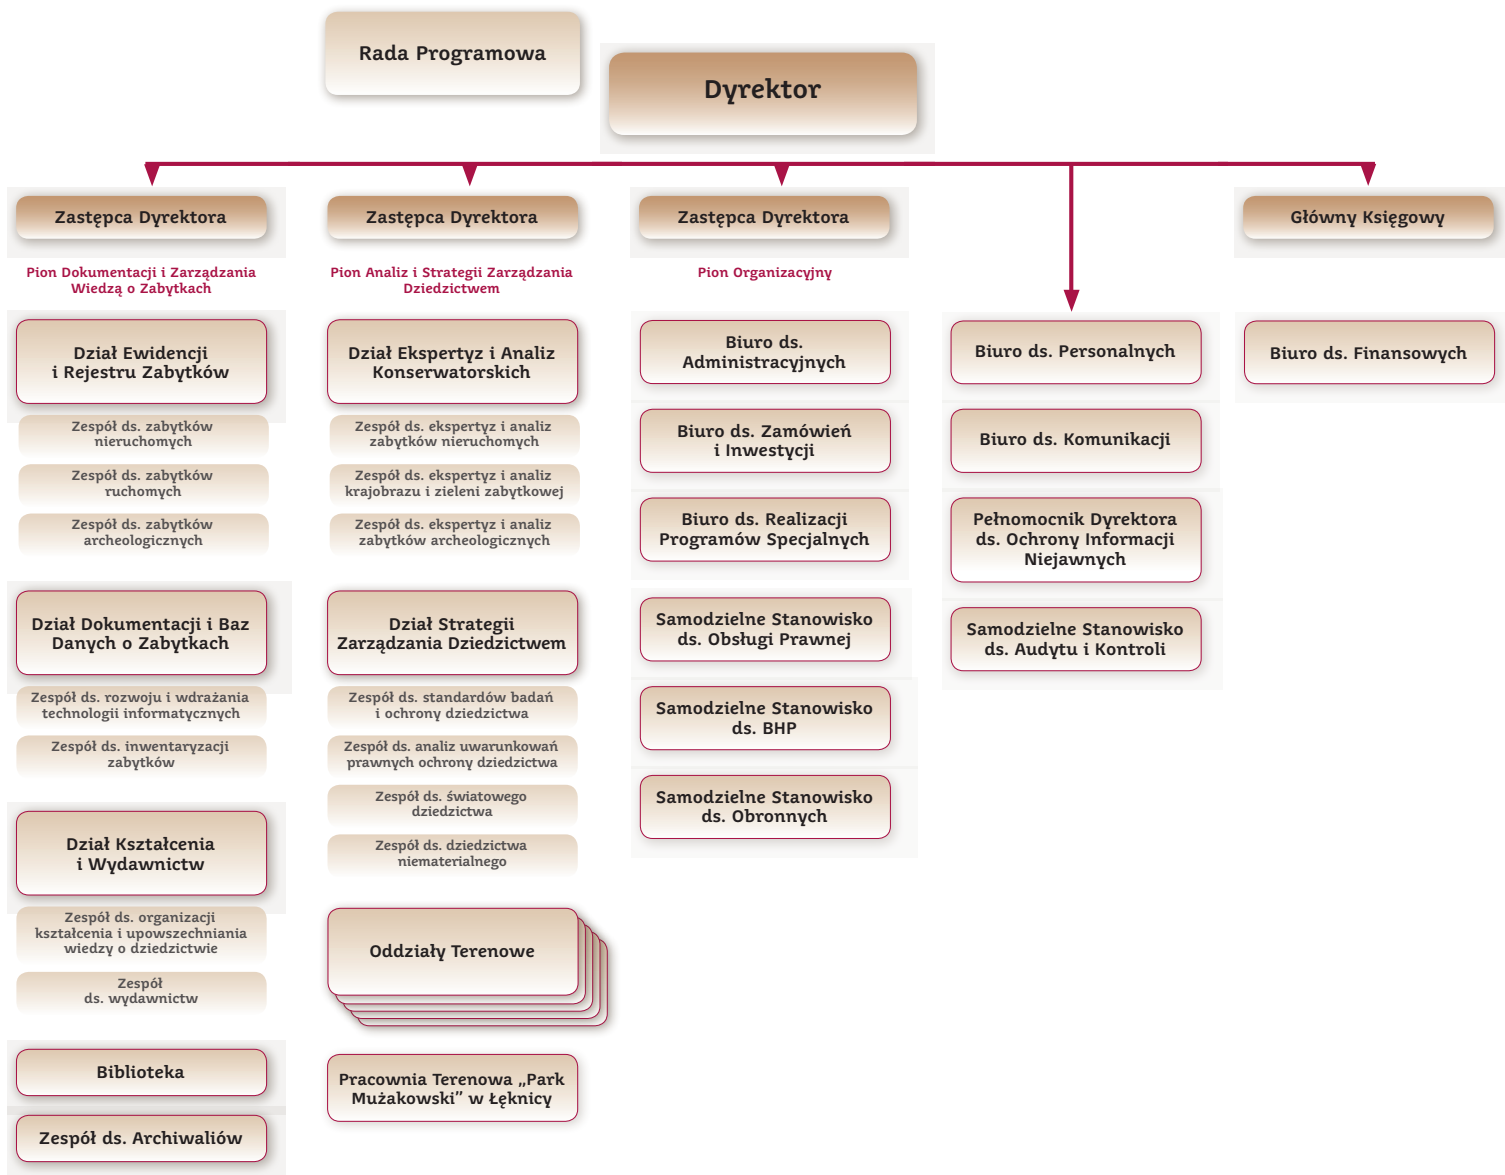 Rada Programowa
Dyrektor
Zastępca Dyrektora
Pion Dokumentacji i Zarządzania
Wiedzą o Zabytkach
Dział Ewidencji
i Rejestru Zabytków
Zespół ds. zabytków
nieruchomych
Zespół ds. zabytków
ruchomych
Zespół ds. zabytków
archeologicznych
Dział Dokumentacji i Baz
Danych o Zabytkach
Zespół ds. rozwoju i wdrażania
technologii informatycznych
Zespół ds. inwentaryzacji
zabytków
Dział Kształcenia
i Wydawnictw
Zespół ds. organizacji
kształcenia i upowszechniania
wiedzy o dziedzictwie
Zespół
ds. wydawnictw
Biblioteka
Zespół ds. Archiwaliów
Zastępca Dyrektora
Pion Analiz i Strategii Zarządzania
Dziedzictwem
Dział Ekspertyz i Analiz
Konserwatorskich
Zespół ds. ekspertyz i analiz
zabytków nieruchomych
Zespół ds. ekspertyz i analiz
krajobrazu i zieleni zabytkowej
Zespół ds. ekspertyz i analiz
zabytków archeologicznych
Dział Strategii
Zarządzania Dziedzictwem
Zespół ds. standardów badań
i ochrony dziedzictwa
Zespół ds. analiz uwarunkowań
prawnych ochrony dziedzictwa
Zespół ds. światowego
dziedzictwa
Zespół ds. dziedzictwa
niematerialnego
Oddziały Terenowe
Pracownia Terenowa „Park
Mużakowski” w Łęknicy
Zastępca Dyrektora
Pion Organizacyjny
Biuro ds.
Administracyjnych
Biuro ds. Zamówień
i Inwestycji
Biuro ds. Realizacji
Programów Specjalnych
Samodzielne Stanowisko
ds. Obsługi Prawnej
Samodzielne Stanowisko
ds. BHP
Samodzielne Stanowisko
ds. Obronnych
Biuro ds. Personalnych
Biuro ds. Komunikacji
Pełnomocnik Dyrektora
ds. Ochrony Informacji
Niejawnych
Samodzielne Stanowisko
ds. Audytu i Kontroli
Główny Księgowy
Biuro ds. Finansowych